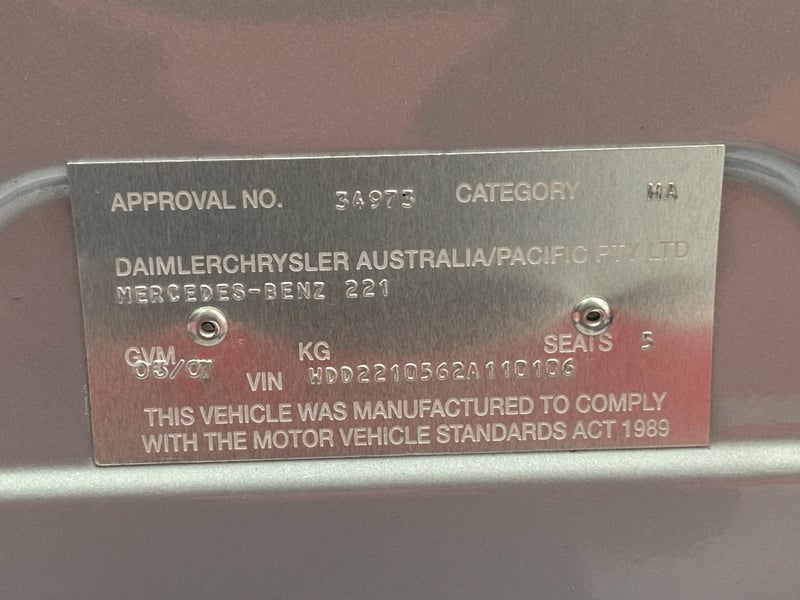 APPROVAL NO. 34973 CATEGORY MA
DAIMLERCHRYSLER AUSTRALIA/PACIFIC PTY LTD
MERCEDES-BENZ 221
GVM KG SEATS 5
03/07
VIN WDD2210562A110106
THIS VEHICLE WAS MANUFACTURED TO COMPLY
WITH THE MOTOR VEHICLE STANDARDS ACT 1989